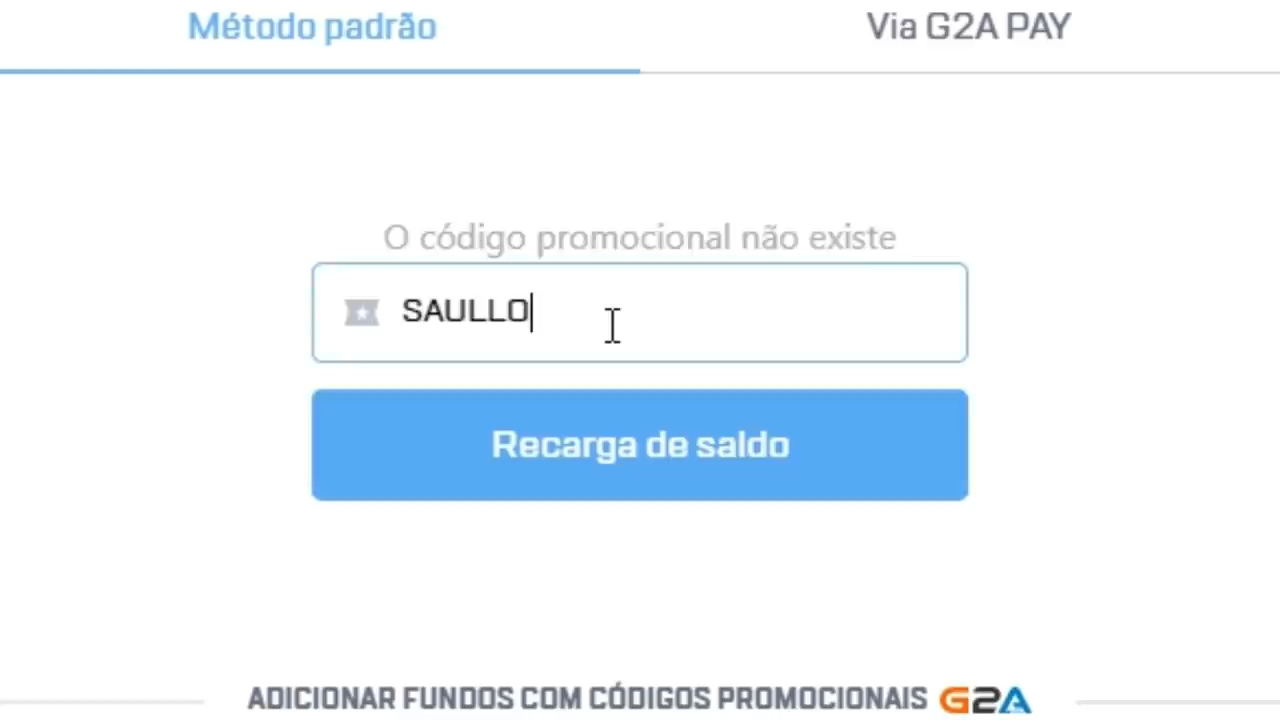 Método padrão
Via G2A PAY
O código promocional não existe
SAULLO
Recarga de saldo
ADICIONAR FUNDOS COM CÓDIGOS PROMOCIONAIS G2A